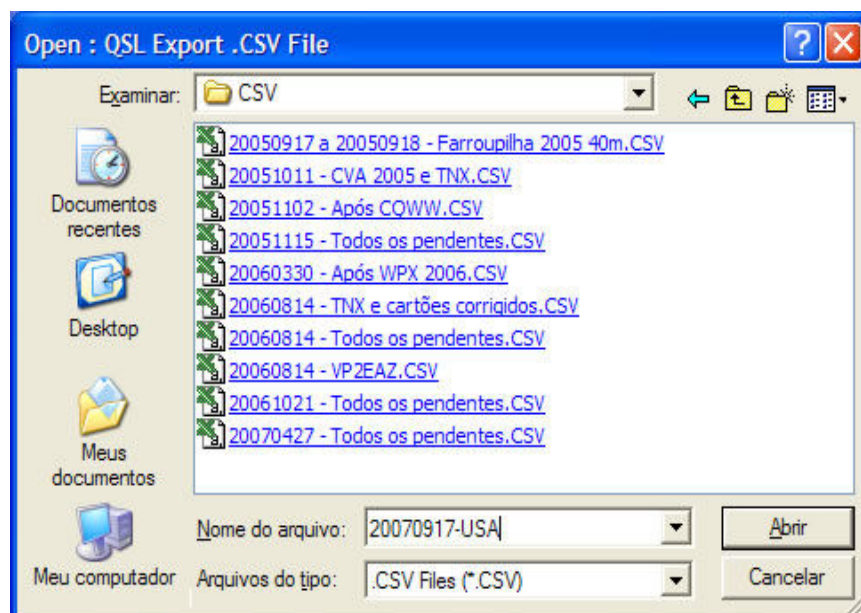 Open : QSL Export .CSV File
Examinar: CSV
20050917 a 20050918 - Farroupilha 2005 40m.CSV
20051011 - CVA 2005 e TNX.CSV
20051102 - Após CQWW.CSV
20051115 - Todos os pendentes.CSV
20060330 - Após WPX 2006.CSV
20060814 - TNX e cartões corrigidos.CSV
20060814 - Todos os pendentes.CSV
20060814 - VP2EAZ.CSV
20061021 - Todos os pendentes.CSV
20070427 - Todos os pendentes.CSV
Documentos
recentes
Desktop
Meus
documentos
Meu computador
Nome do arquivo: 20070917-USA Abrir
Arquivos do tipo: .CSV Files (*.CSV) Cancelar